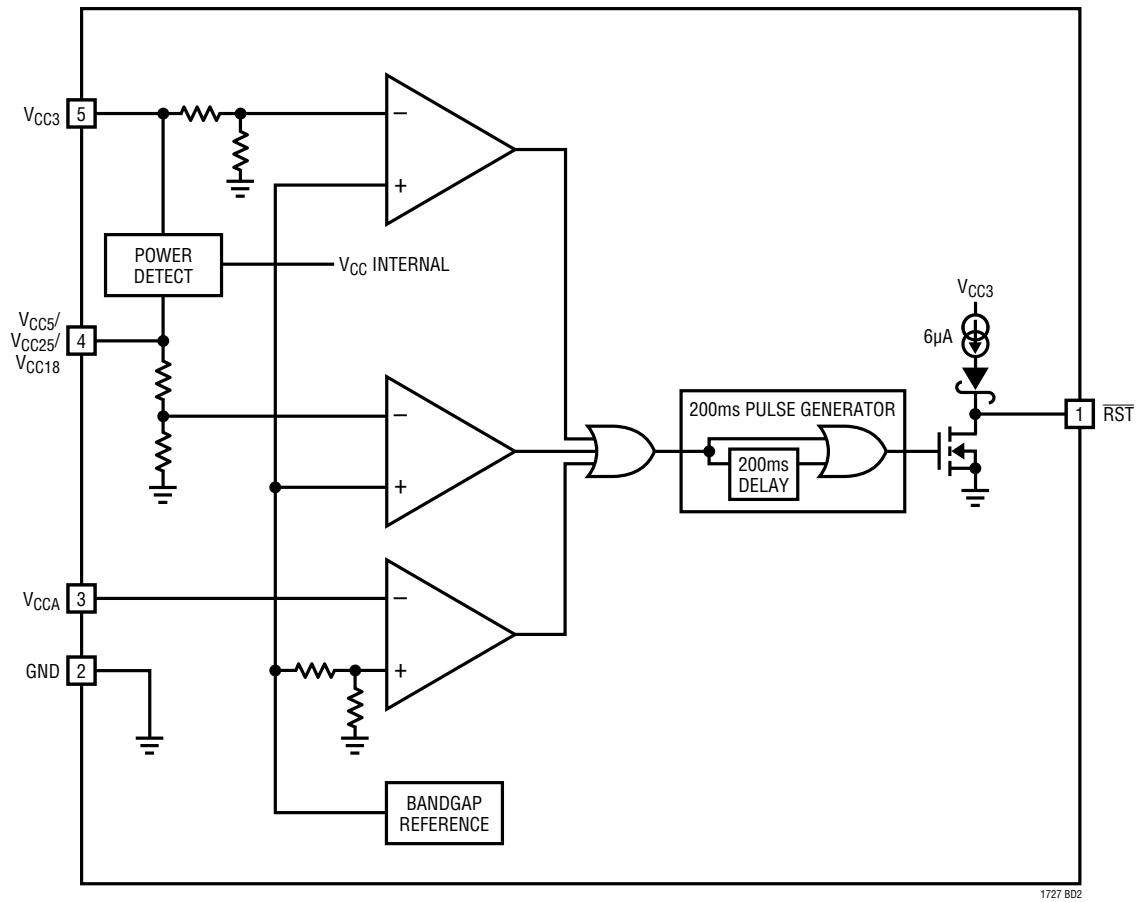 VCC3
5
−
+
POWER
DETECT
VCC INTERNAL
VCC5/
VCC25/
VCC18
4
−
+
VCC3
6µA
200ms PULSE GENERATOR
200ms
DELAY
1
RST
VCCA
3
−
+
GND
2
BANDGAP
REFERENCE
1727 BD2